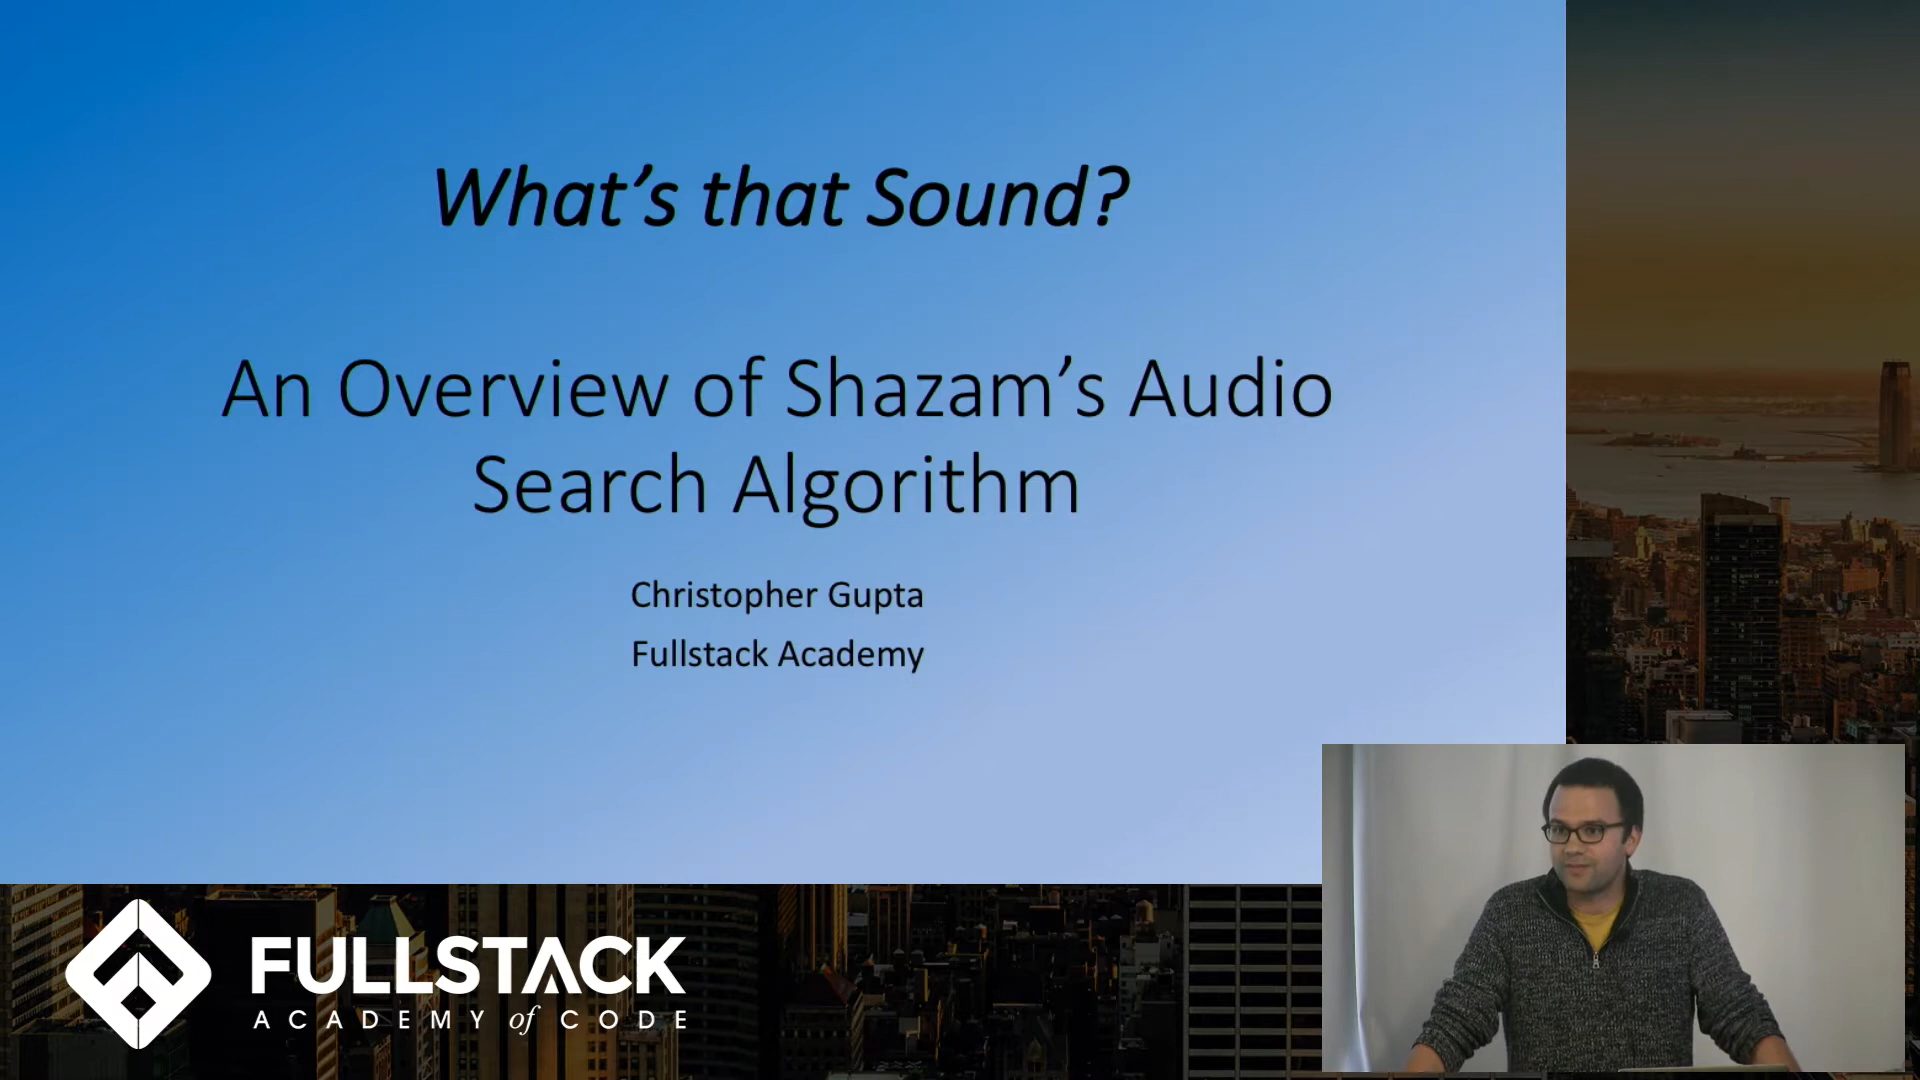 What's that Sound?
An Overview of Shazam's Audio
Search Algorithm
Christopher Gupta
Fullstack Academy
FULLSTACK
ACADEMY of CODE